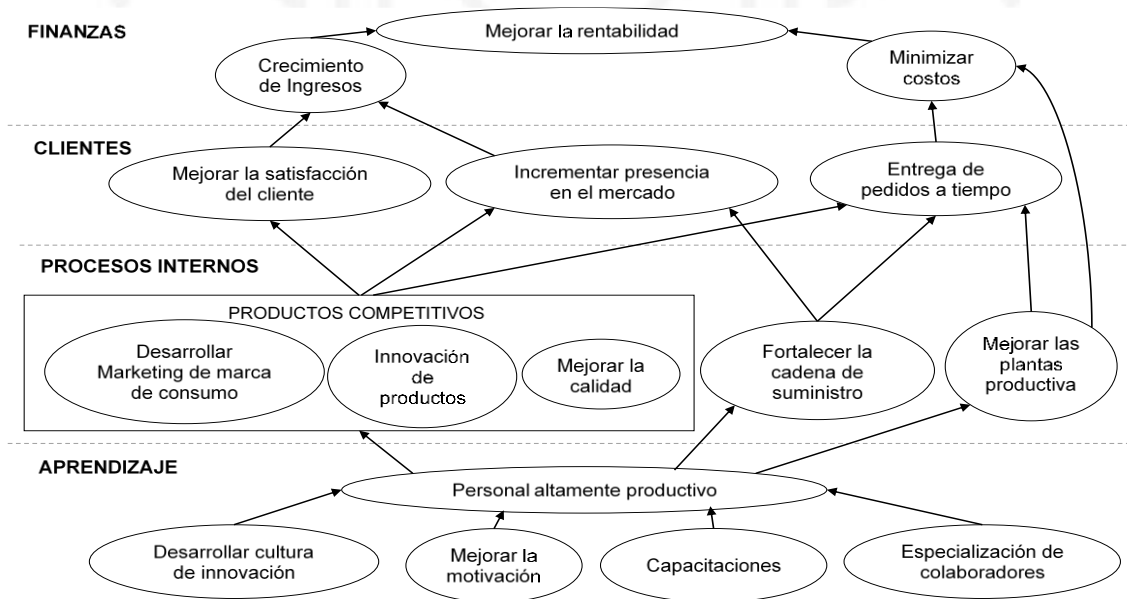 FINANZAS
Mejorar la rentabilidad
Crecimiento
de Ingresos
Minimizar
costos
CLIENTES
Mejorar la satisfacción
del cliente
Incrementar presencia
en el mercado
Entrega de
pedidos a tiempo
PROCESOS INTERNOS
PRODUCTOS COMPETITIVOS
Desarrollar
Marketing de marca
de consumo
Innovación
de
productos
Mejorar la
calidad
Fortalecer la
cadena de
suministro
Mejorar las
plantas
productiva
APRENDIZAJE
Personal altamente productivo
Desarrollar cultura
de innovación
Mejorar la
motivación
Capacitaciones
Especialización de
colaboradores